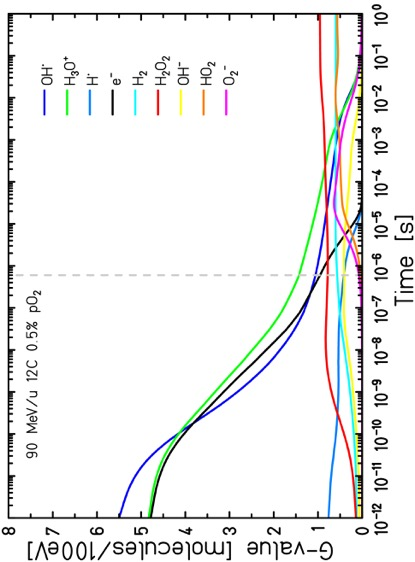 90 MeV/u 12C 0.5% pO₂
OH˙
H₃O⁺
H˙
e⁻
H₂
H₂O₂
OH⁻
HO₂
O₂⁻
G-value [molecules/100eV]
8
7
6
5
4
3
2
1
0
10⁻¹² 10⁻¹¹ 10⁻¹⁰ 10⁻⁹ 10⁻⁸ 10⁻⁷ 10⁻⁶ 10⁻⁵ 10⁻⁴ 10⁻³ 10⁻² 10⁻¹ 10⁰
Time [s]